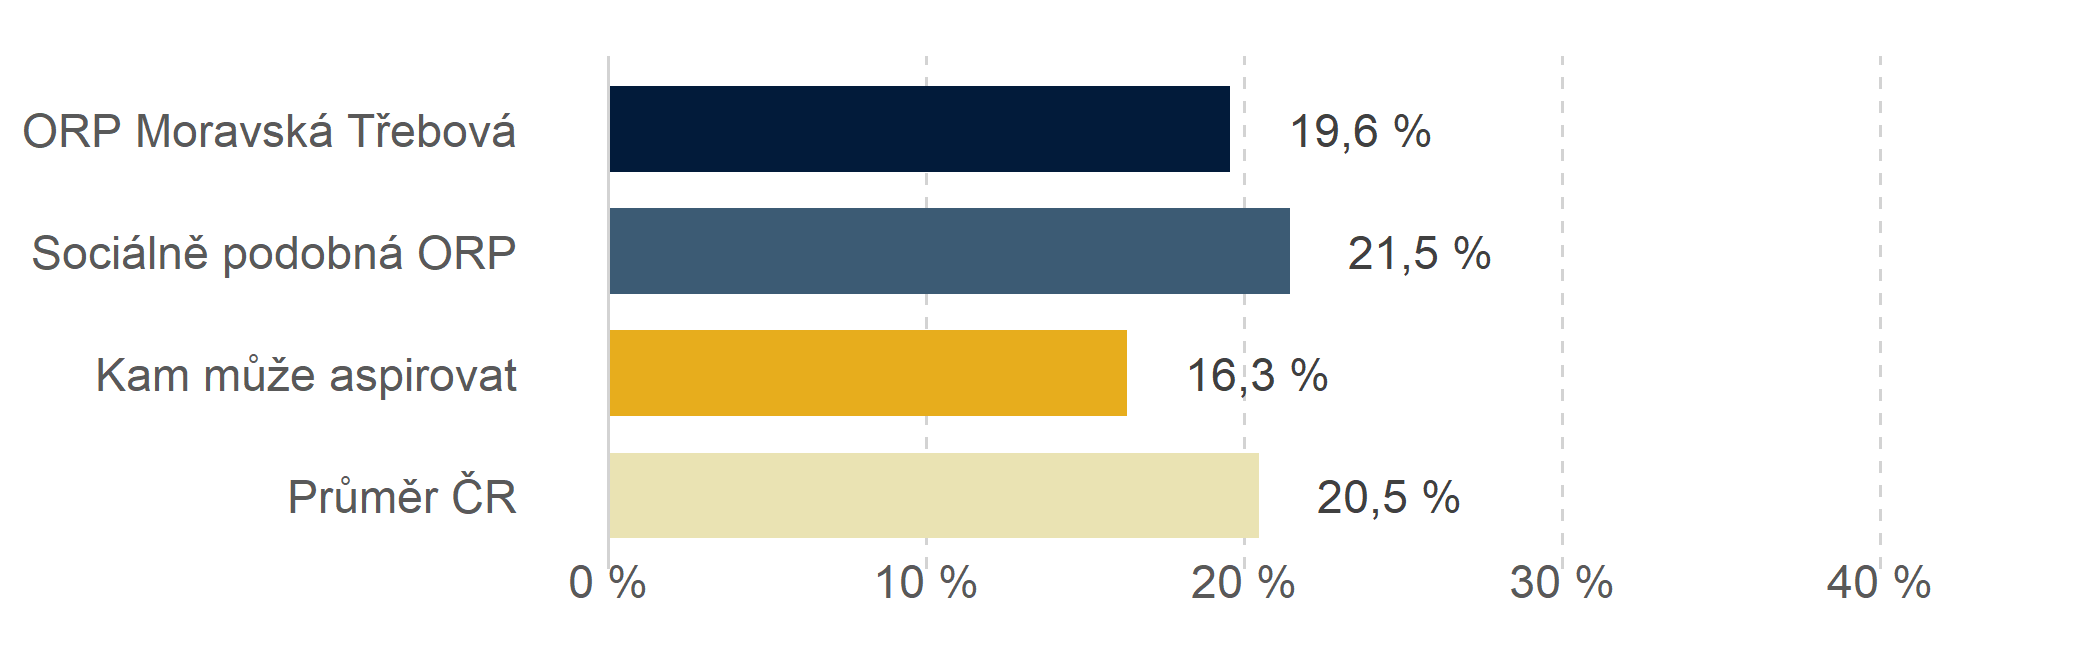 ORP Moravská Třebová 19,6 %
Sociálně podobná ORP 21,5 %
Kam může aspirovat 16,3 %
Průměr ČR 20,5 %
0 % 10 % 20 % 30 % 40 %